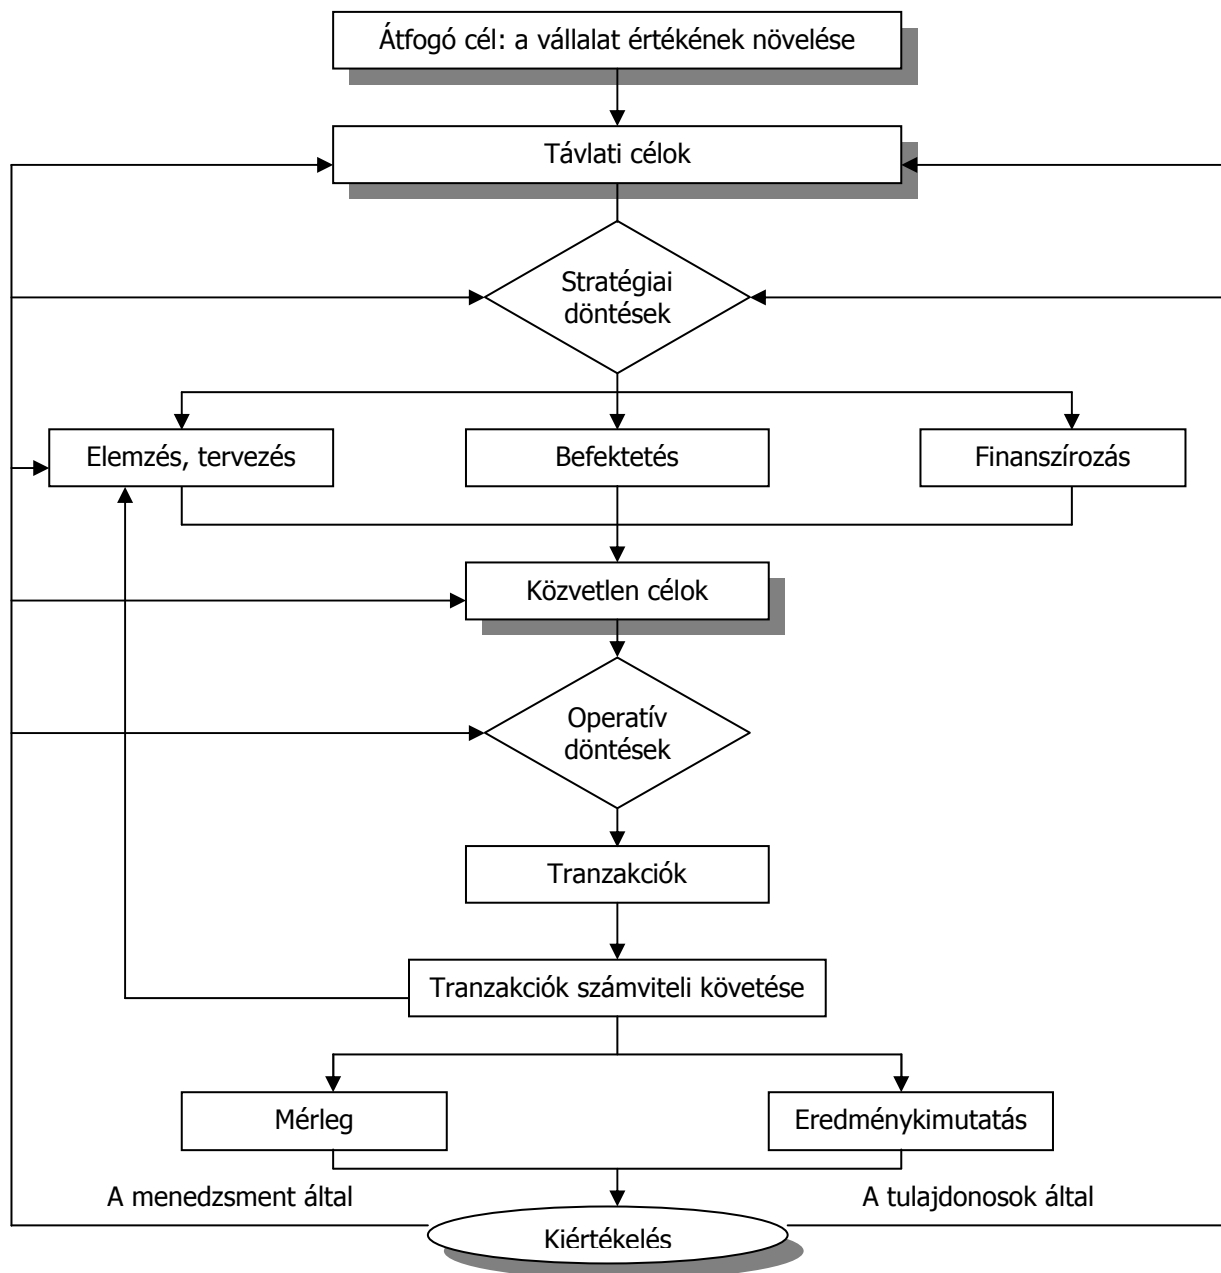 Átfogó cél: a vállalat értékének növelése
Távlati célok
Stratégiai
döntések
Elemzés, tervezés
Befektetés
Finanszírozás
Közvetlen célok
Operatív
döntések
Tranzakciók
Tranzakciók számviteli követése
Mérleg
Eredménykimutatás
A menedzsment által
A tulajdonosok által
Kiértékelés